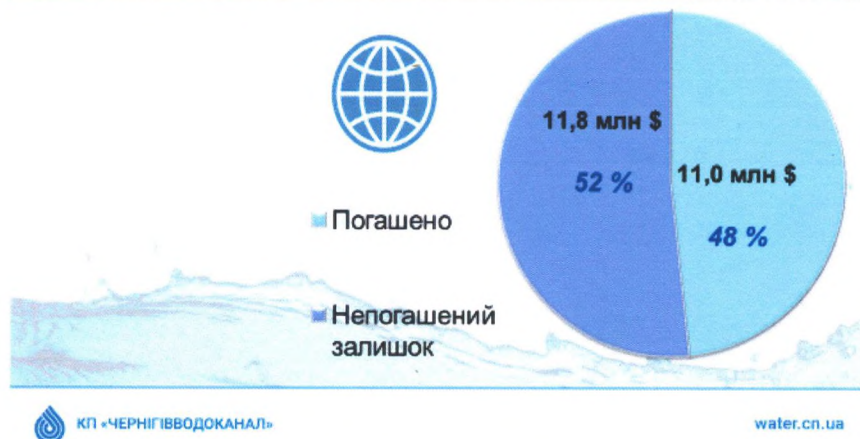 11,8 млн $
52 %
11,0 млн $
48 %
Погашено
Непогашений
залишок
КП «ЧЕРНІГІВВОДОКАНАЛ»
water.cn.ua